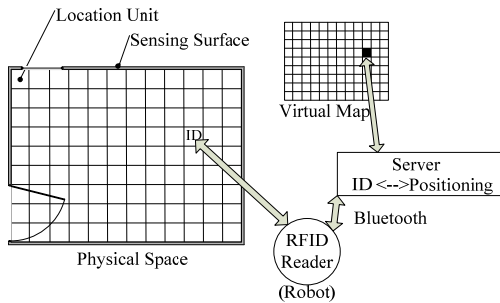 Location Unit
Sensing Surface
ID
Virtual Map
Server
ID <-->Positioning
Bluetooth
RFID
Reader
(Robot)
Physical Space